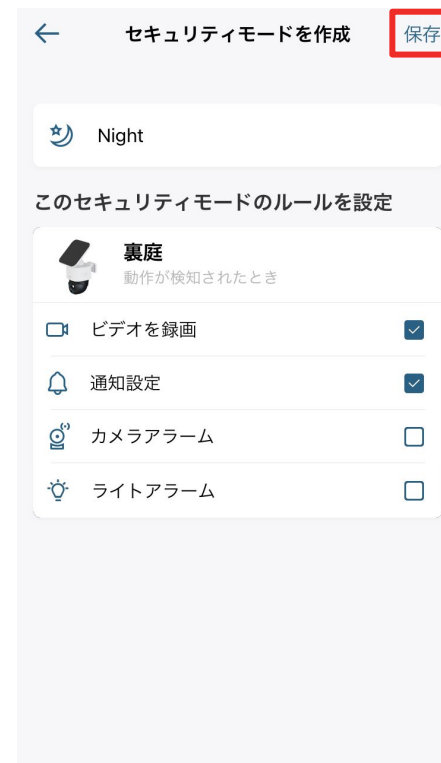 セキュリティモードを作成 保存
Night
このセキュリティモードのルールを設定
裏庭
動作が検知されたとき
ビデオを録画
通知設定
カメラアラーム
ライトアラーム